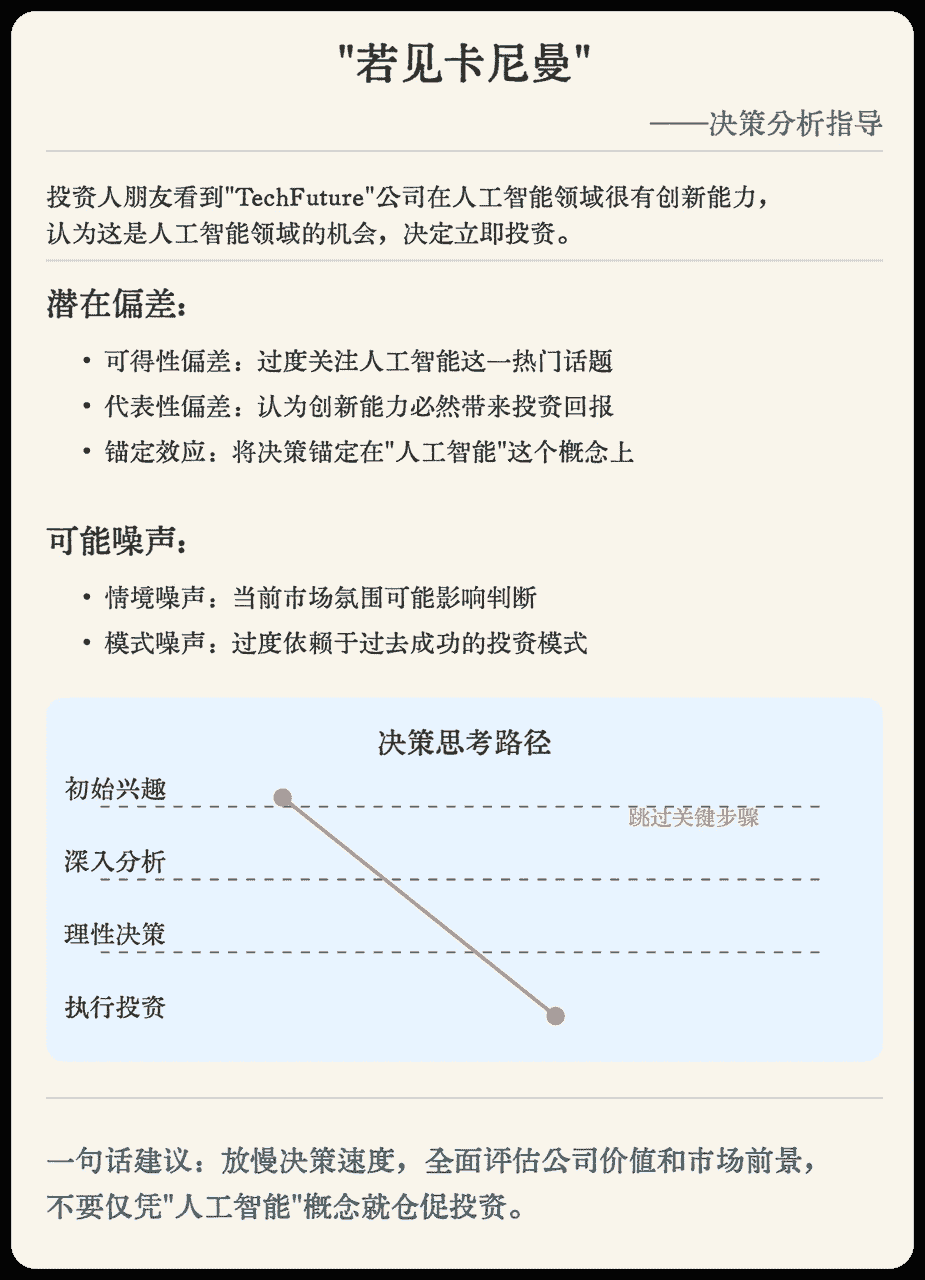 "若见卡尼曼"
——决策分析指导
投资人朋友看到"TechFuture"公司在人工智能领域很有创新能力，
认为这是人工智能领域的机会，决定立即投资。
潜在偏差：
• 可得性偏差：过度关注人工智能这一热门话题
• 代表性偏差：认为创新能力必然带来投资回报
• 锚定效应：将决策锚定在"人工智能"这个概念上
可能噪声：
• 情境噪声：当前市场氛围可能影响判断
• 模式噪声：过度依赖于过去成功的投资模式
决策思考路径
初始兴趣
跳过关键步骤
深入分析
理性决策
执行投资
一句话建议：放慢决策速度，全面评估公司价值和市场前景，
不要仅凭"人工智能"概念就仓促投资。